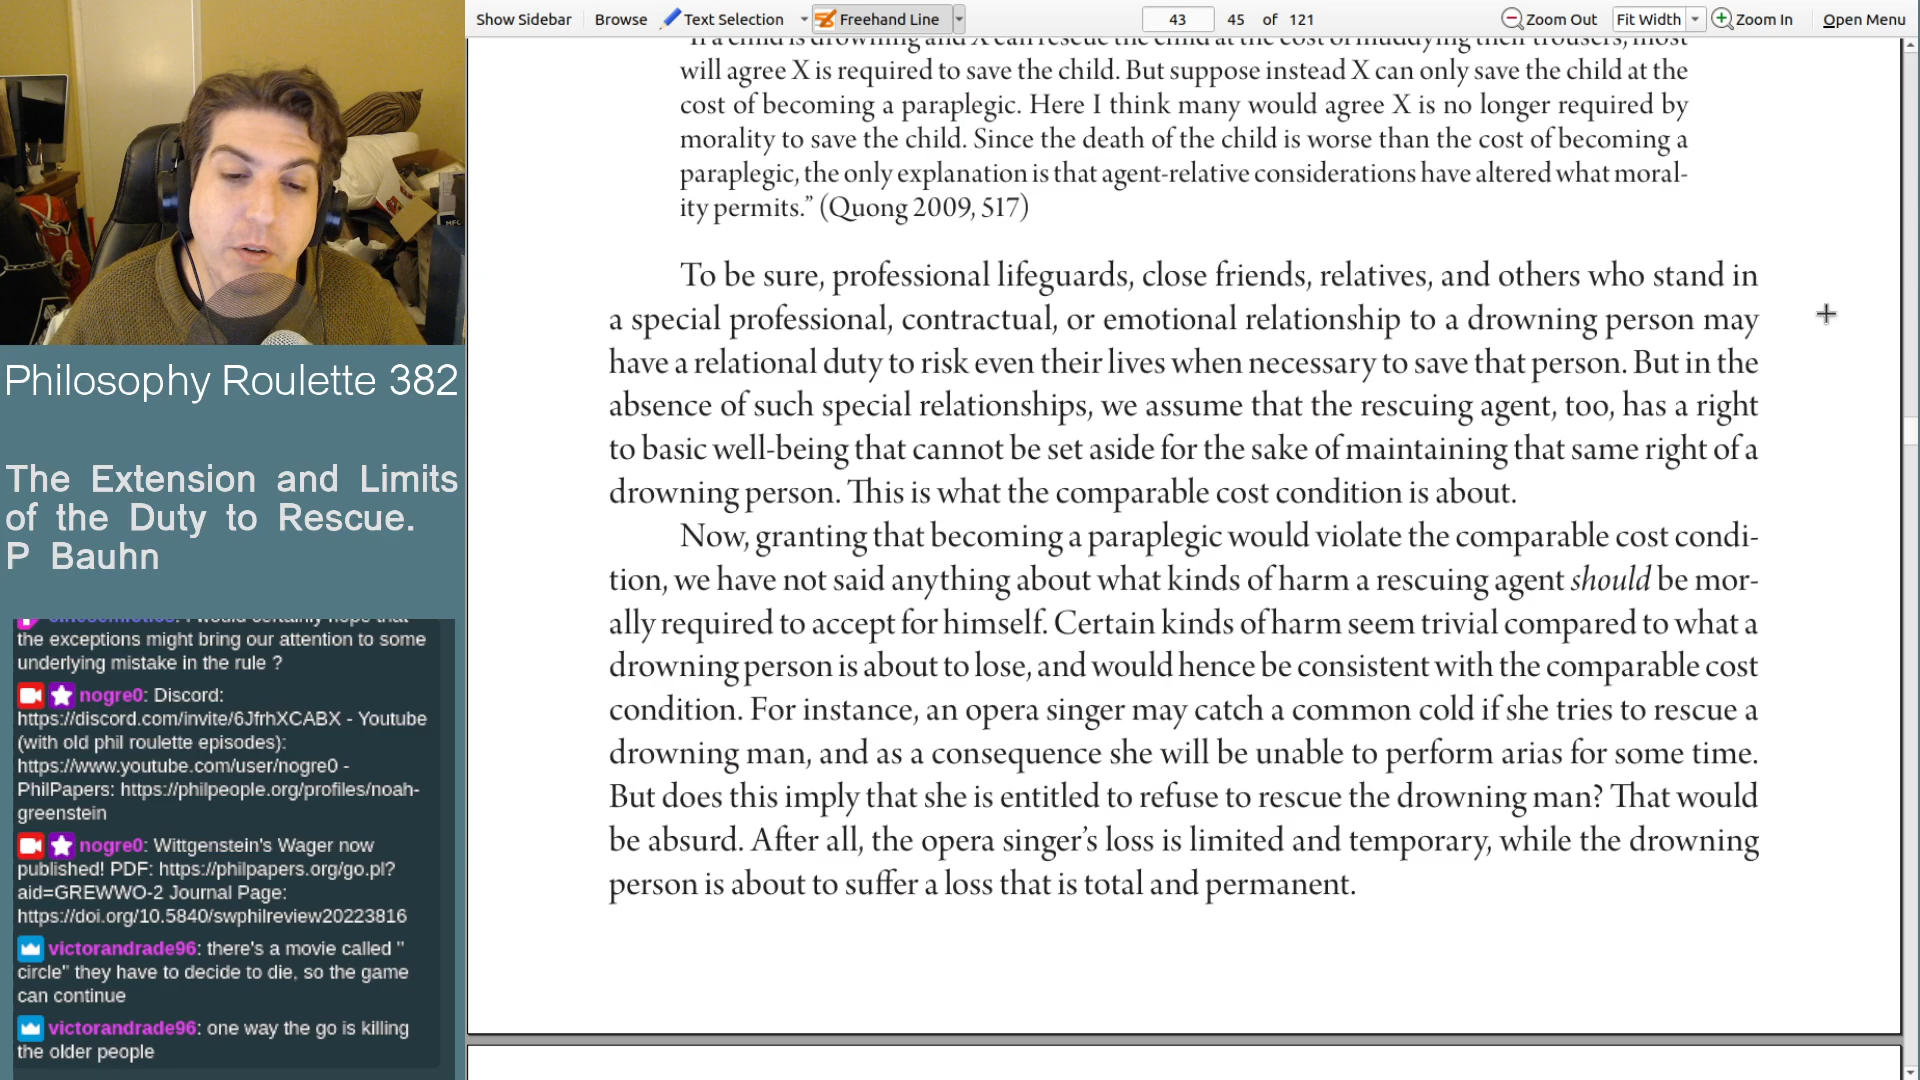 Show Sidebar Browse Text Selection Freehand Line 43 45 of 121 Zoom Out Fit Width Zoom In Open Menu
"If a child is drowning and X can rescue the child at the cost of muddying their trousers, most
will agree X is required to save the child. But suppose instead X can only save the child at the
cost of becoming a paraplegic. Here I think many would agree X is no longer required by
morality to save the child. Since the death of the child is worse than the cost of becoming a
paraplegic, the only explanation is that agent-relative considerations have altered what moral-
ity permits.” (Quong 2009, 517)
To be sure, professional lifeguards, close friends, relatives, and others who stand in
a special professional, contractual, or emotional relationship to a drowning person may
have a relational duty to risk even their lives when necessary to save that person. But in the
absence of such special relationships, we assume that the rescuing agent, too, has a right
to basic well-being that cannot be set aside for the sake of maintaining that same right of a
drowning person. This is what the comparable cost condition is about.
Now, granting that becoming a paraplegic would violate the comparable cost condi-
tion, we have not said anything about what kinds of harm a rescuing agent should be mor-
ally required to accept for himself. Certain kinds of harm seem trivial compared to what a
drowning person is about to lose, and would hence be consistent with the comparable cost
condition. For instance, an opera singer may catch a common cold if she tries to rescue a
drowning man, and as a consequence she will be unable to perform arias for some time.
But does this imply that she is entitled to refuse to rescue the drowning man? That would
be absurd. After all, the opera singer’s loss is limited and temporary, while the drowning
person is about to suffer a loss that is total and permanent.
Philosophy Roulette 382
The Extension and Limits
of the Duty to Rescue.
P Bauhn
I would certainly hope that
the exceptions might bring our attention to some
underlying mistake in the rule ?
nogre0: Discord:
https://discord.com/invite/6JfrhXCABX - Youtube
(with old phil roulette episodes):
https://www.youtube.com/user/nogre0 -
PhilPapers: https://philpeople.org/profiles/noah-
greenstein
nogre0: Wittgenstein's Wager now
published! PDF: https://philpapers.org/go.pl?
aid=GREWWO-2 Journal Page:
https://doi.org/10.5840/swphilreview20223816
victorandrade96: there's a movie called "
circle" they have to decide to die, so the game
can continue
victorandrade96: one way the go is killing
the older people